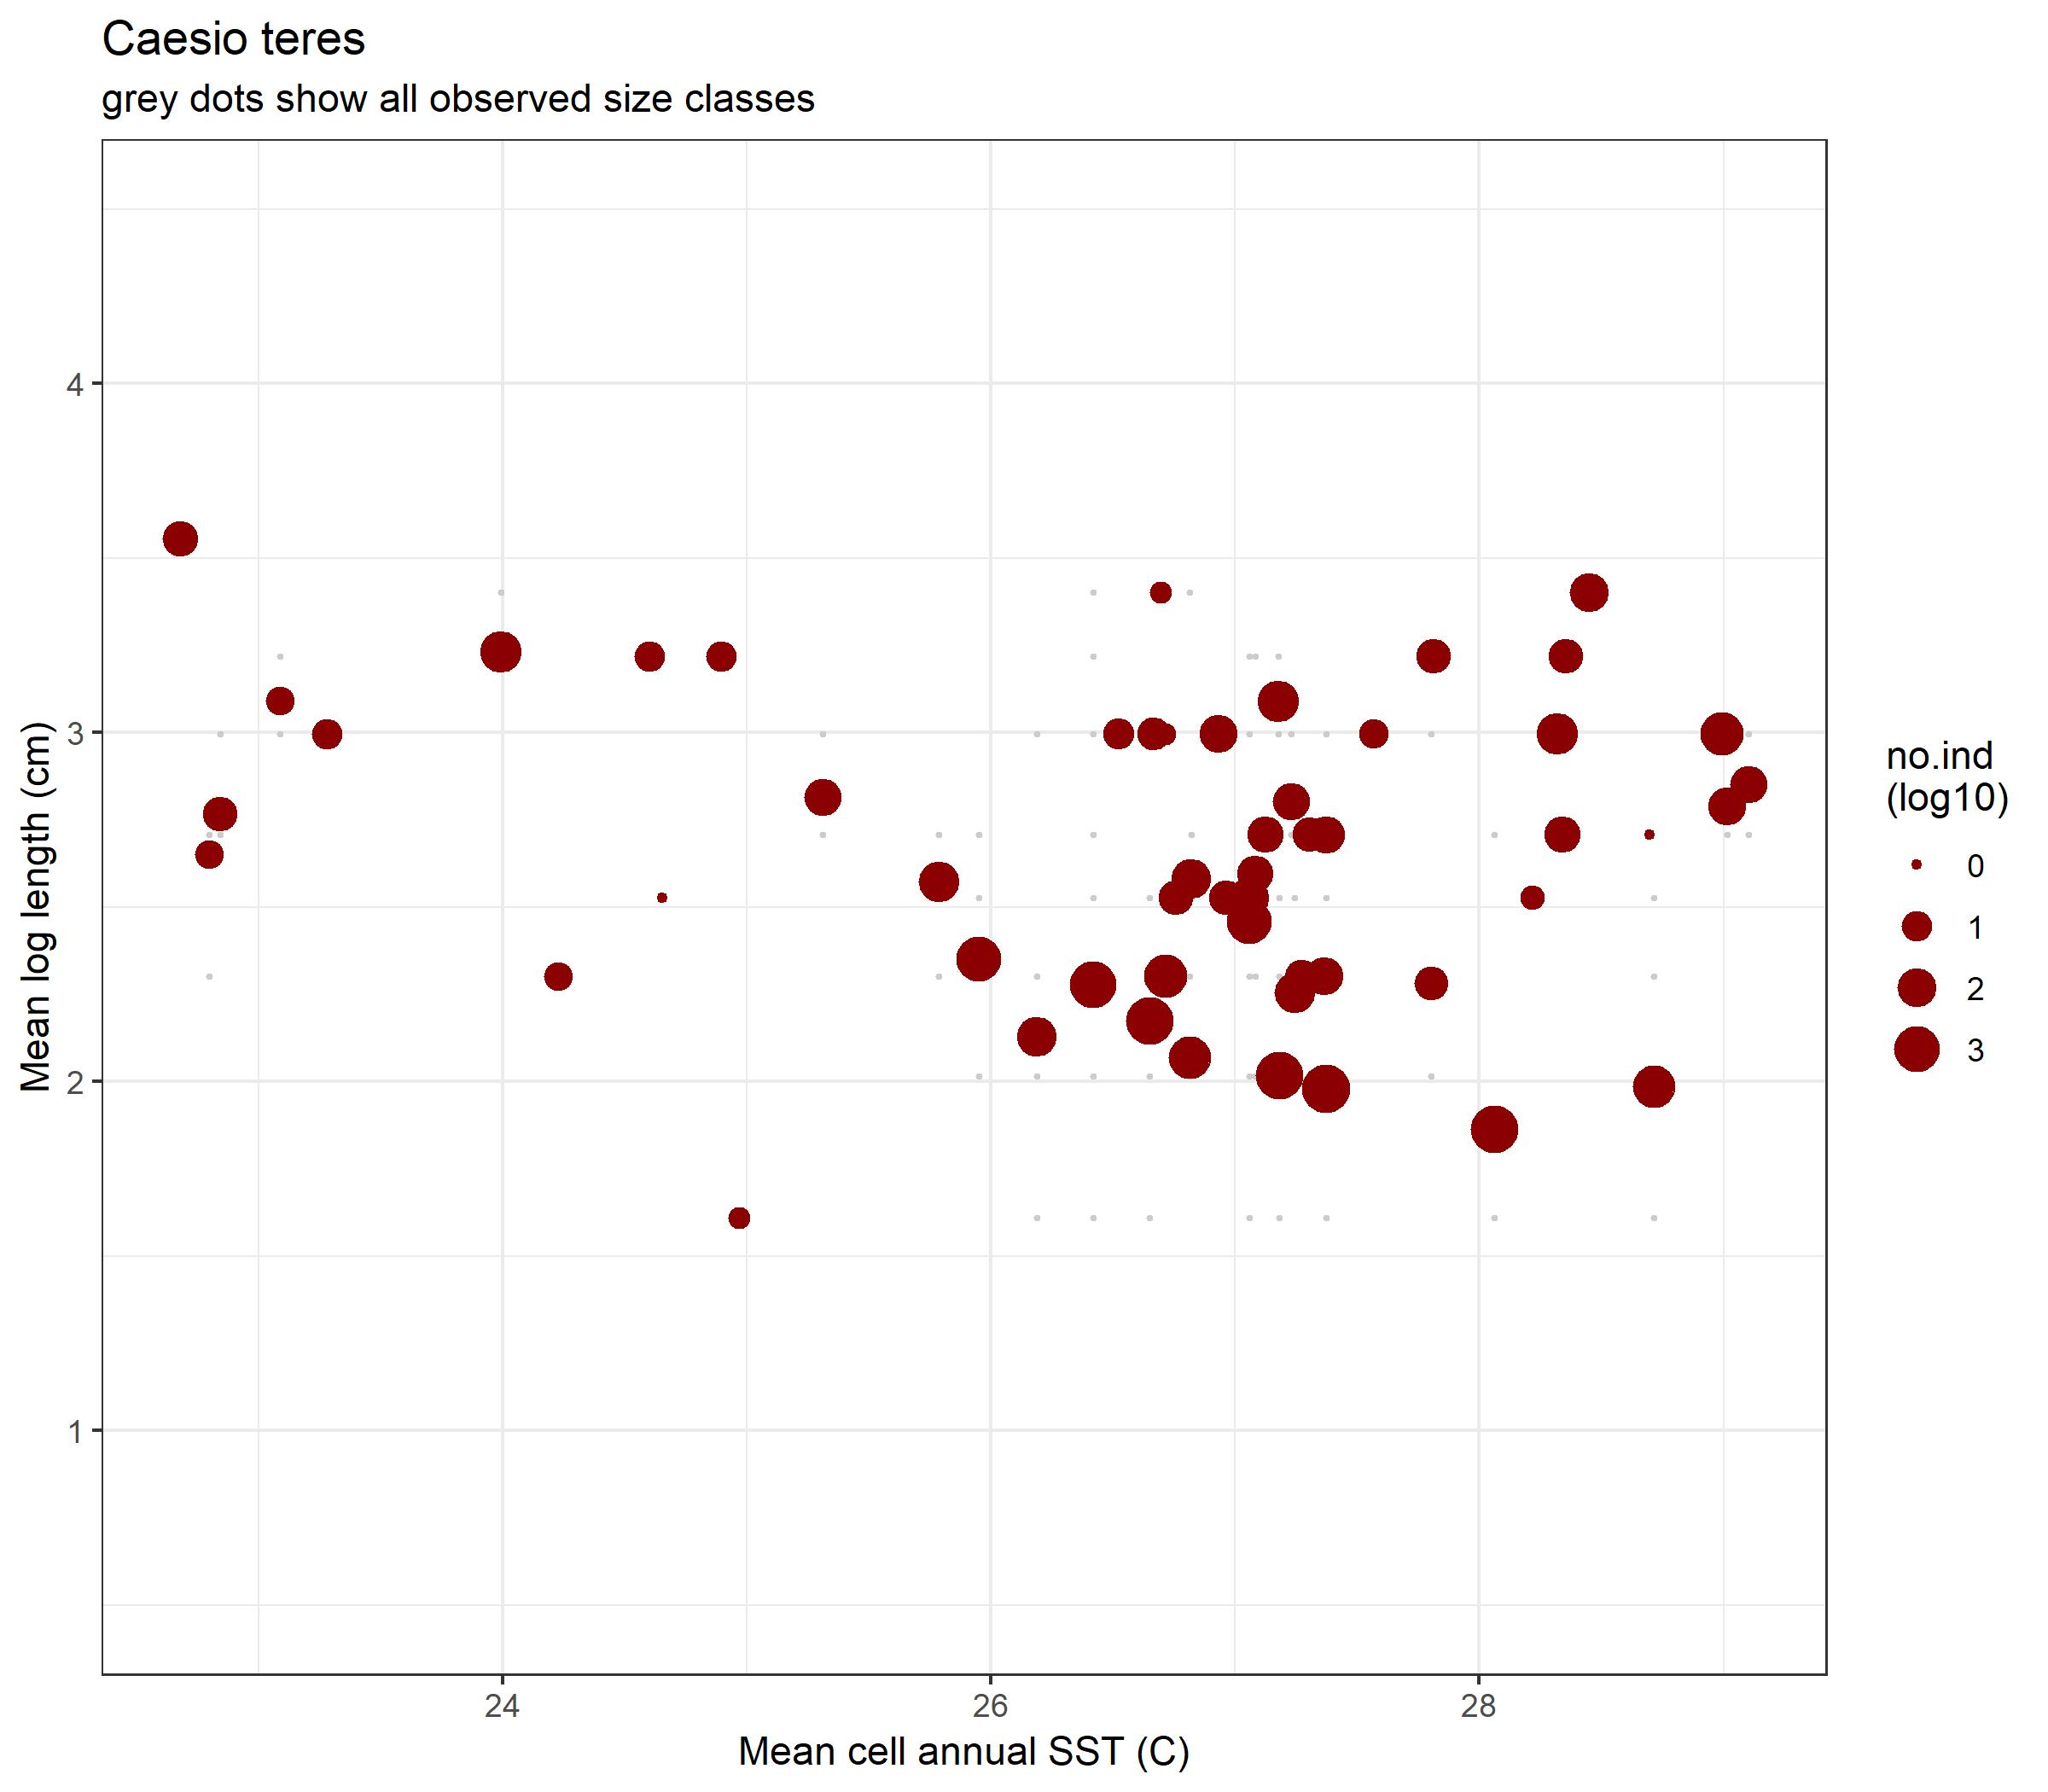 Caesio teres
grey dots show all observed size classes
Mean log length (cm)
4
3
2
1
24
26
28
Mean cell annual SST (C)
no.ind
(log10)
0
1
2
3